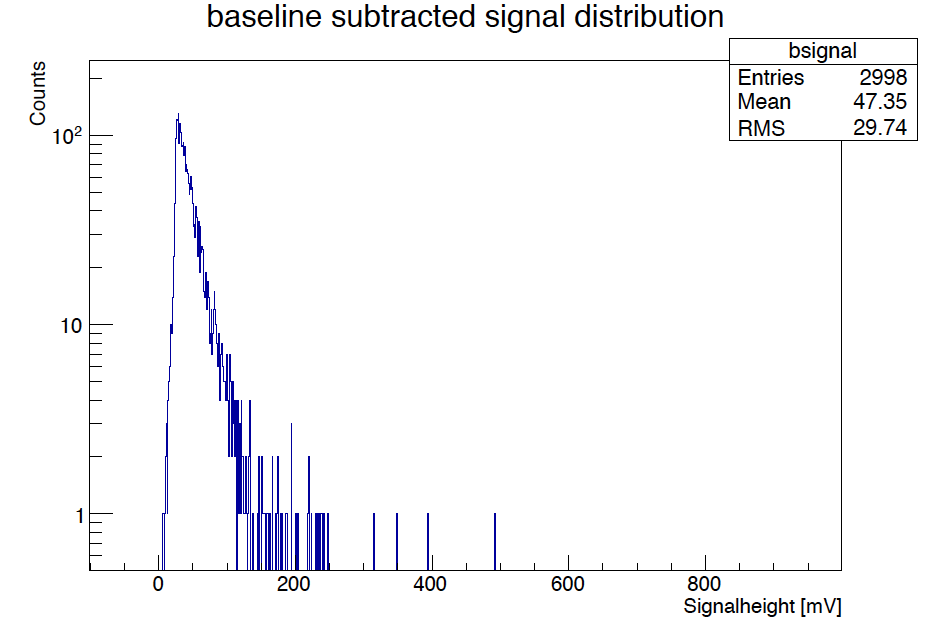 baseline subtracted signal distribution
bsignal
Entries 2998
Mean 47.35
RMS 29.74
Counts
10²
10
1
0 200 400 600 800
Signalheight [mV]